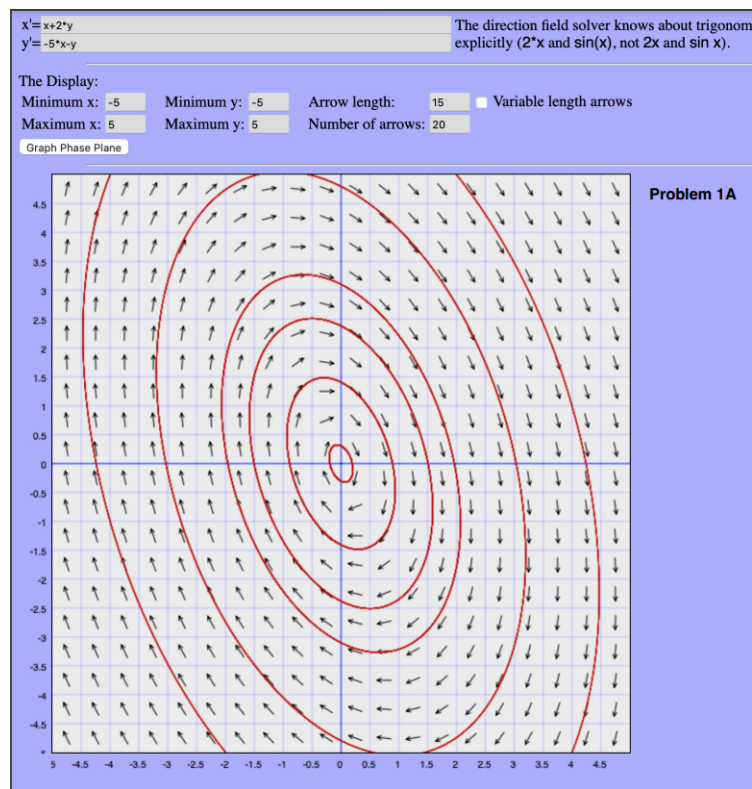 x'= x+2*y The direction field solver knows about trigonom
y'= -5*x-y explicitly (2*x and sin(x), not 2x and sin x).
The Display:
Minimum x: -5 Minimum y: -5 Arrow length: 15 Variable length arrows
Maximum x: 5 Maximum y: 5 Number of arrows: 20
Graph Phase Plane
Problem 1A
4.5
4
3.5
3
2.5
2
1.5
1
0.5
0
-0.5
-1
-1.5
-2
-2.5
-3
-3.5
-4
-4.5
5 -4.5 -4 -3.5 -3 -2.5 -2 -1.5 -1 -0.5 0 0.5 1 1.5 2 2.5 3 3.5 4 4.5